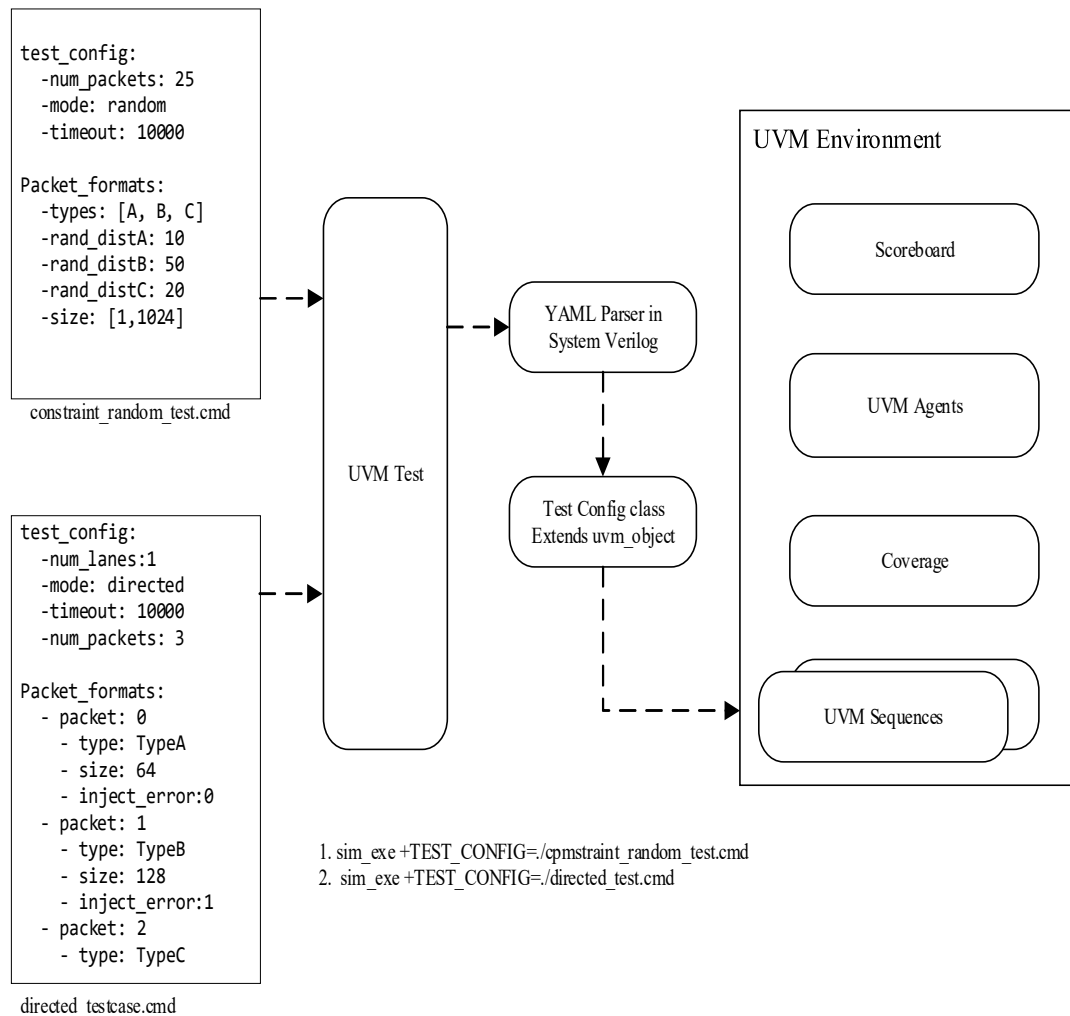 test_config:
-num_packets: 25
-mode: random
-timeout: 10000
Packet_formats:
-types: [A, B, C]
-rand_distA: 10
-rand_distB: 50
-rand_distC: 20
-size: [1,1024]
constraint_random_test.cmd
test_config:
-num_lanes:1
-mode: directed
-timeout: 10000
-num_packets: 3
Packet_formats:
- packet: 0
- type: TypeA
- size: 64
- inject_error:0
- packet: 1
- type: TypeB
- size: 128
- inject_error:1
- packet: 2
- type: TypeC
directed_testcase.cmd
UVM Test
YAML Parser in
System Verilog
Test Config class
Extends uvm_object
UVM Environment
Scoreboard
UVM Agents
Coverage
UVM Sequences
1. sim_exe +TEST_CONFIG=./cpmstraint_random_test.cmd
2. sim_exe +TEST_CONFIG=./directed_test.cmd